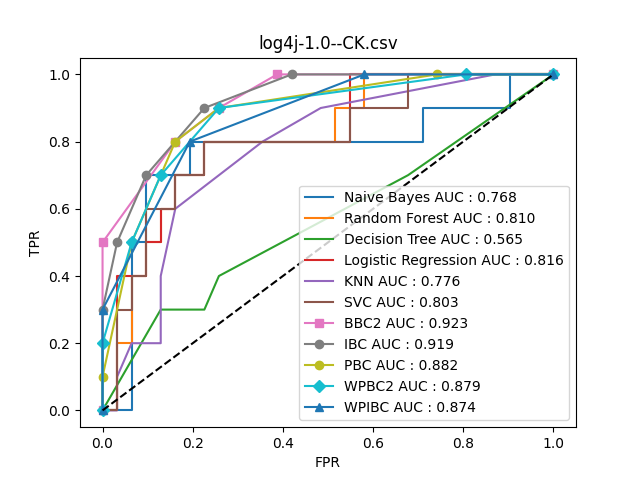 log4j-1.0--CK.csv
1.0
0.8
0.6
0.4
0.2
0.0
TPR
Naive Bayes AUC : 0.768
Random Forest AUC : 0.810
Decision Tree AUC : 0.565
Logistic Regression AUC : 0.816
KNN AUC : 0.776
SVC AUC : 0.803
BBC2 AUC : 0.923
IBC AUC : 0.919
PBC AUC : 0.882
WPBC2 AUC : 0.879
WPIBC AUC : 0.874
0.0 0.2 0.4 0.6 0.8 1.0
FPR